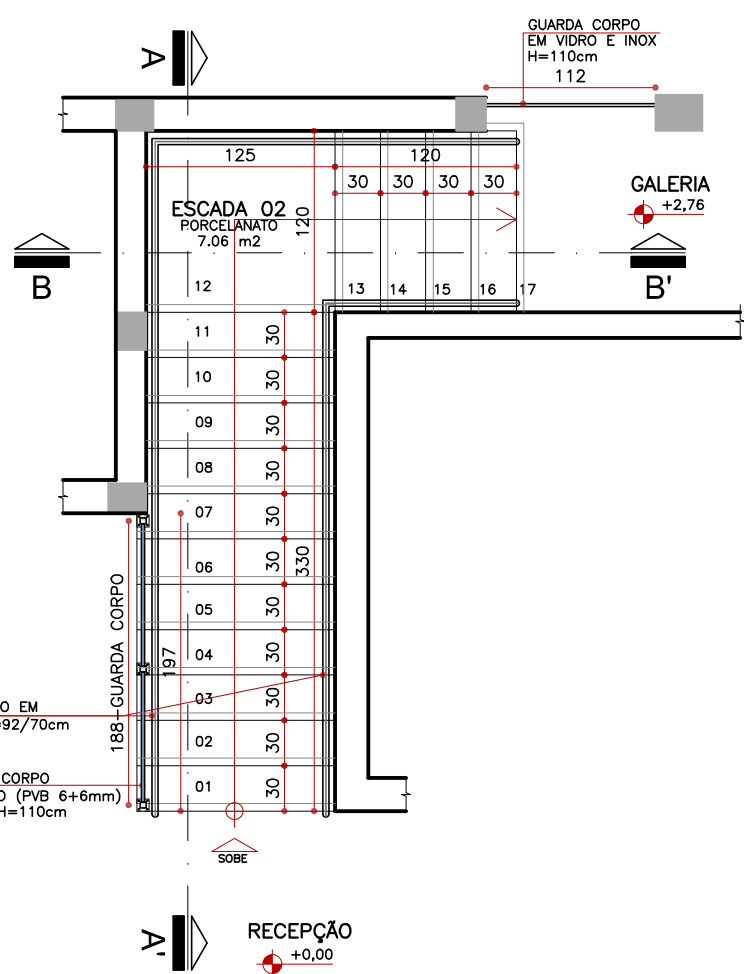 GUARDA CORPO
EM VIDRO E INOX
H=110cm
A
112
125
120
30
30
30
30
GALERIA
+2,76
ESCADA 02
PORCELANATO
7.06 m2
120
B
B'
12
13
14
15
16
17
11
30
10
30
09
30
08
30
07
30
06
30
330
05
30
188-GUARDA CORPO
04
30
197
03
30
O EM
=92/70cm
02
30
CORPO
O (PVB 6+6mm)
H=110cm
01
30
SOBE
A'
RECEPÇÃO
+0,00